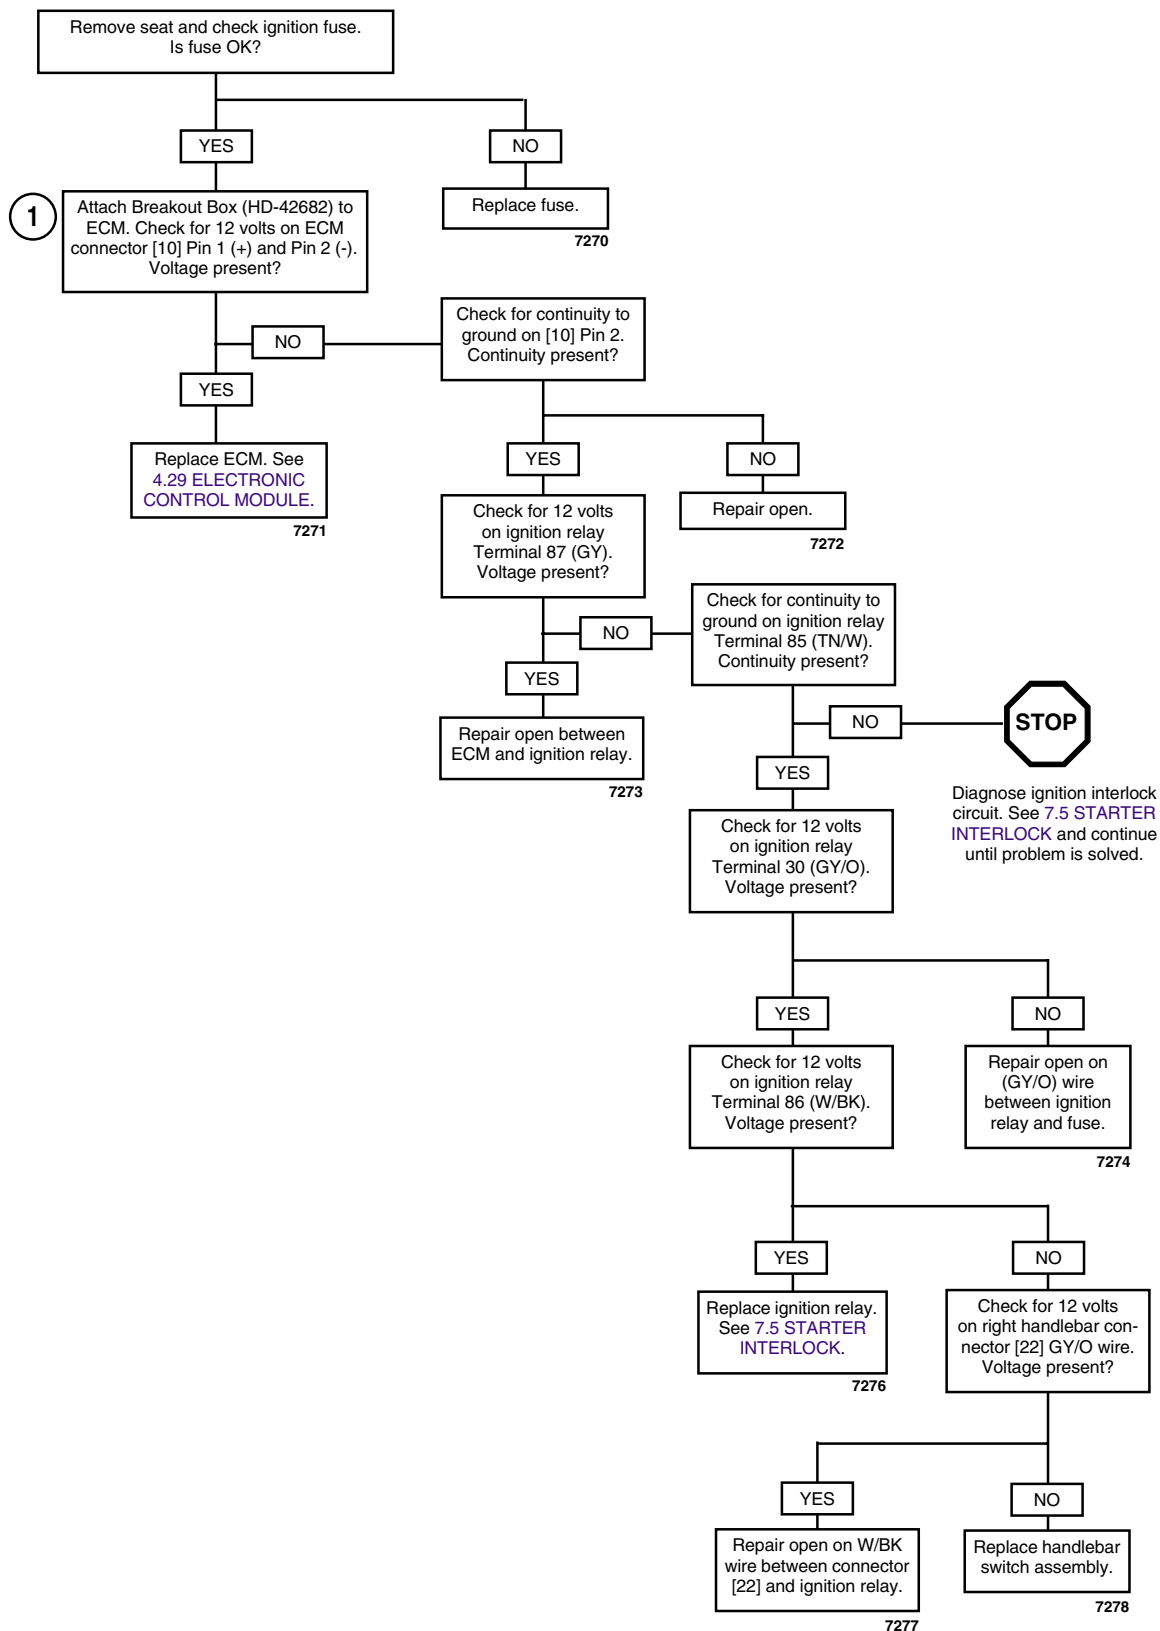 Remove seat and check ignition fuse.
Is fuse OK?
YES
NO
1
Attach Breakout Box (HD-42682) to
ECM. Check for 12 volts on ECM
connector [10] Pin 1 (+) and Pin 2 (-).
Voltage present?
Replace fuse.
7270
NO
Check for continuity to
ground on [10] Pin 2.
Continuity present?
YES
Replace ECM. See
4.29 ELECTRONIC
CONTROL MODULE.
7271
YES
NO
Check for 12 volts
on ignition relay
Terminal 87 (GY).
Voltage present?
Repair open.
7272
NO
Check for continuity to
ground on ignition relay
Terminal 85 (TN/W).
Continuity present?
YES
Repair open between
ECM and ignition relay.
7273
NO
STOP
Diagnose ignition interlock
circuit. See 7.5 STARTER
INTERLOCK and continue
until problem is solved.
YES
Check for 12 volts
on ignition relay
Terminal 30 (GY/O).
Voltage present?
YES
NO
Check for 12 volts
on ignition relay
Terminal 86 (W/BK).
Voltage present?
Repair open on
(GY/O) wire
between ignition
relay and fuse.
7274
YES
NO
Replace ignition relay.
See 7.5 STARTER
INTERLOCK.
7276
Check for 12 volts
on right handlebar con-
nector [22] GY/O wire.
Voltage present?
YES
NO
Repair open on W/BK
wire between connector
[22] and ignition relay.
7277
Replace handlebar
switch assembly.
7278